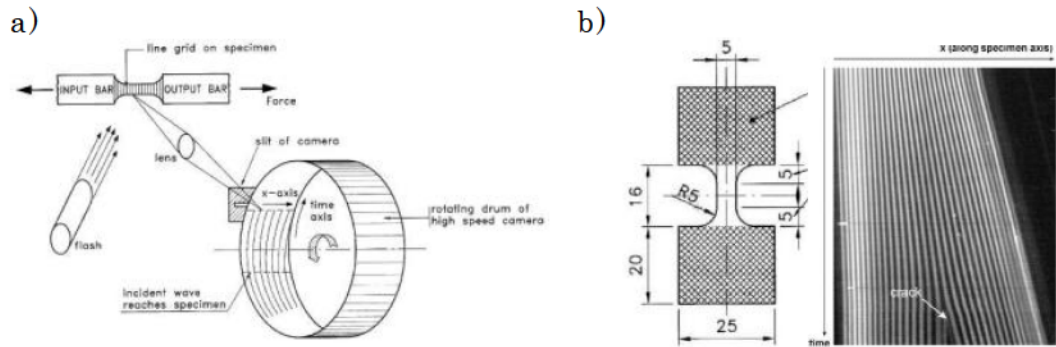 a)
line grid on specimen
INPUT BAR
OUTPUT BAR
Force
lens
slit of camera
x-axis
time
axis
rotating drum of
high speed camera
flash
incident wave
reaches specimen
b)
5
16
R5
5
5
20
25
x (along specimen axis)
crack
time